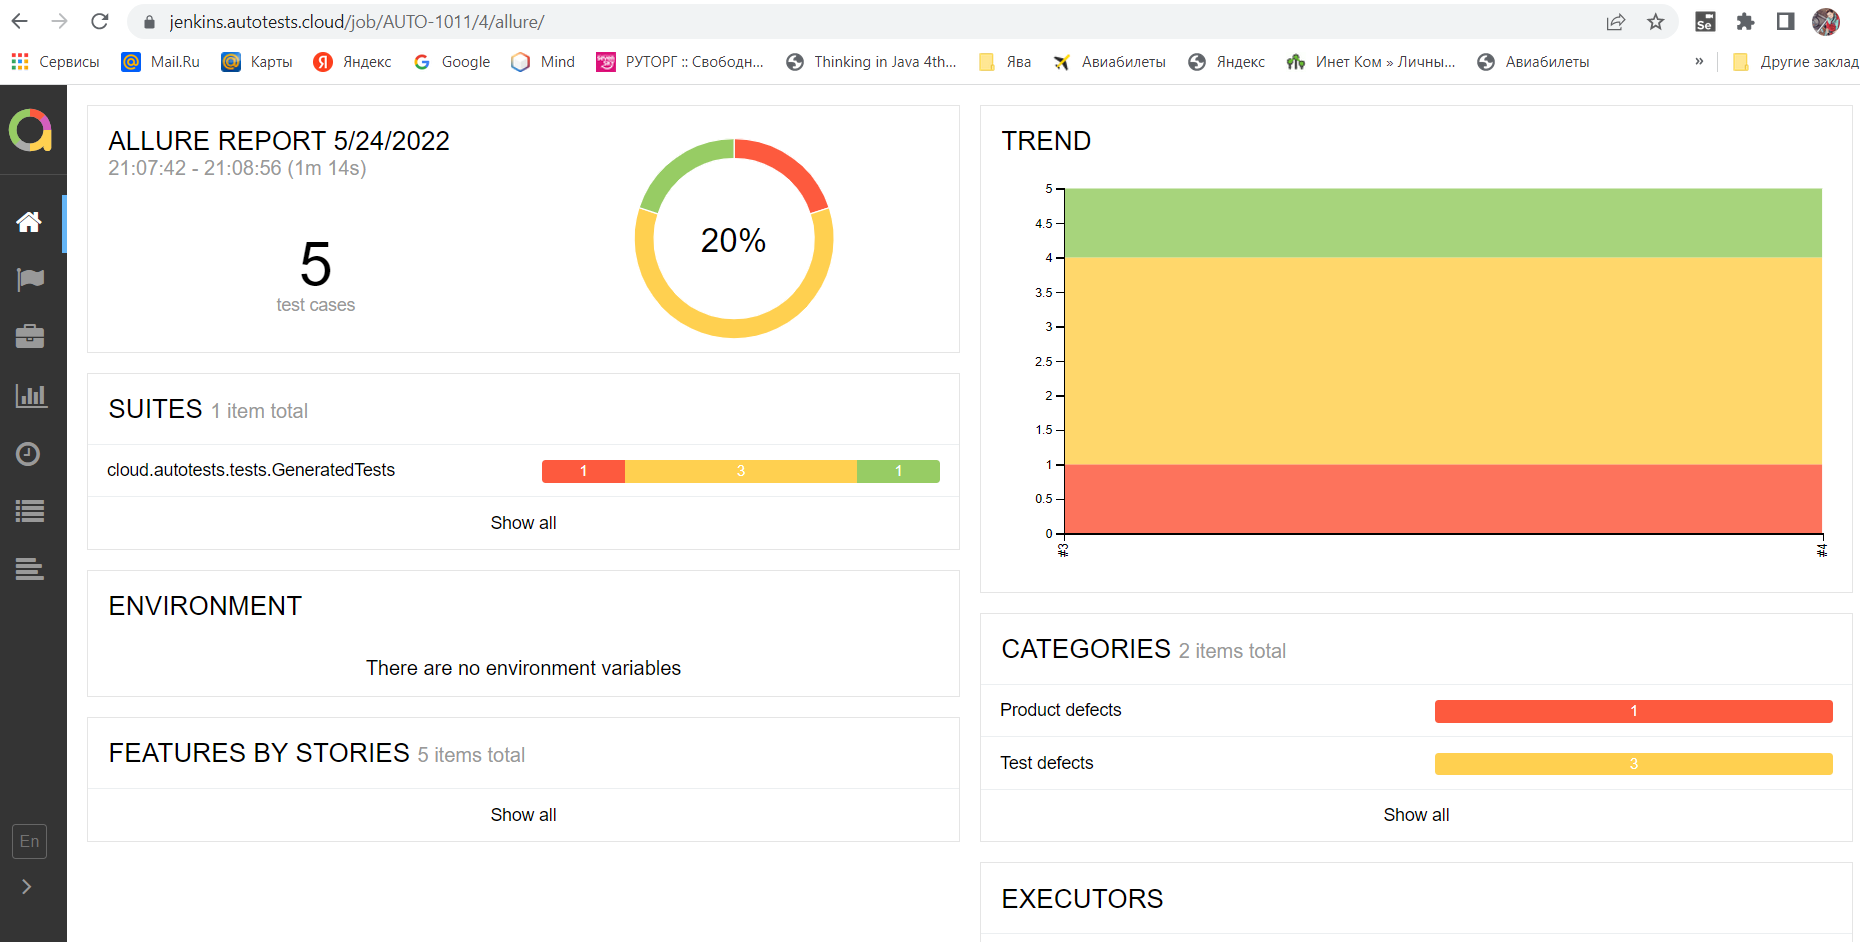 jenkins.autotests.cloud/job/AUTO-1011/4/allure/
Se
Сервисы
Mail.Ru
Карты
Яндекс
Google
Mind
РУТОРГ :: Свободн...
Thinking in Java 4th...
Ява
Авиабилеты
Яндекс
Инет Ком » Личны...
Авиабилеты
»
Другие заклад
ALLURE REPORT 5/24/2022
21:07:42 - 21:08:56 (1m 14s)
5
test cases
20%
SUITES 1 item total
cloud.autotests.tests.GeneratedTests
1
3
1
Show all
ENVIRONMENT
There are no environment variables
FEATURES BY STORIES 5 items total
Show all
En
TREND
5
4.5
4
3.5
3
2.5
2
1.5
1
0.5
0
#3
#4
CATEGORIES 2 items total
Product defects
1
Test defects
3
Show all
EXECUTORS